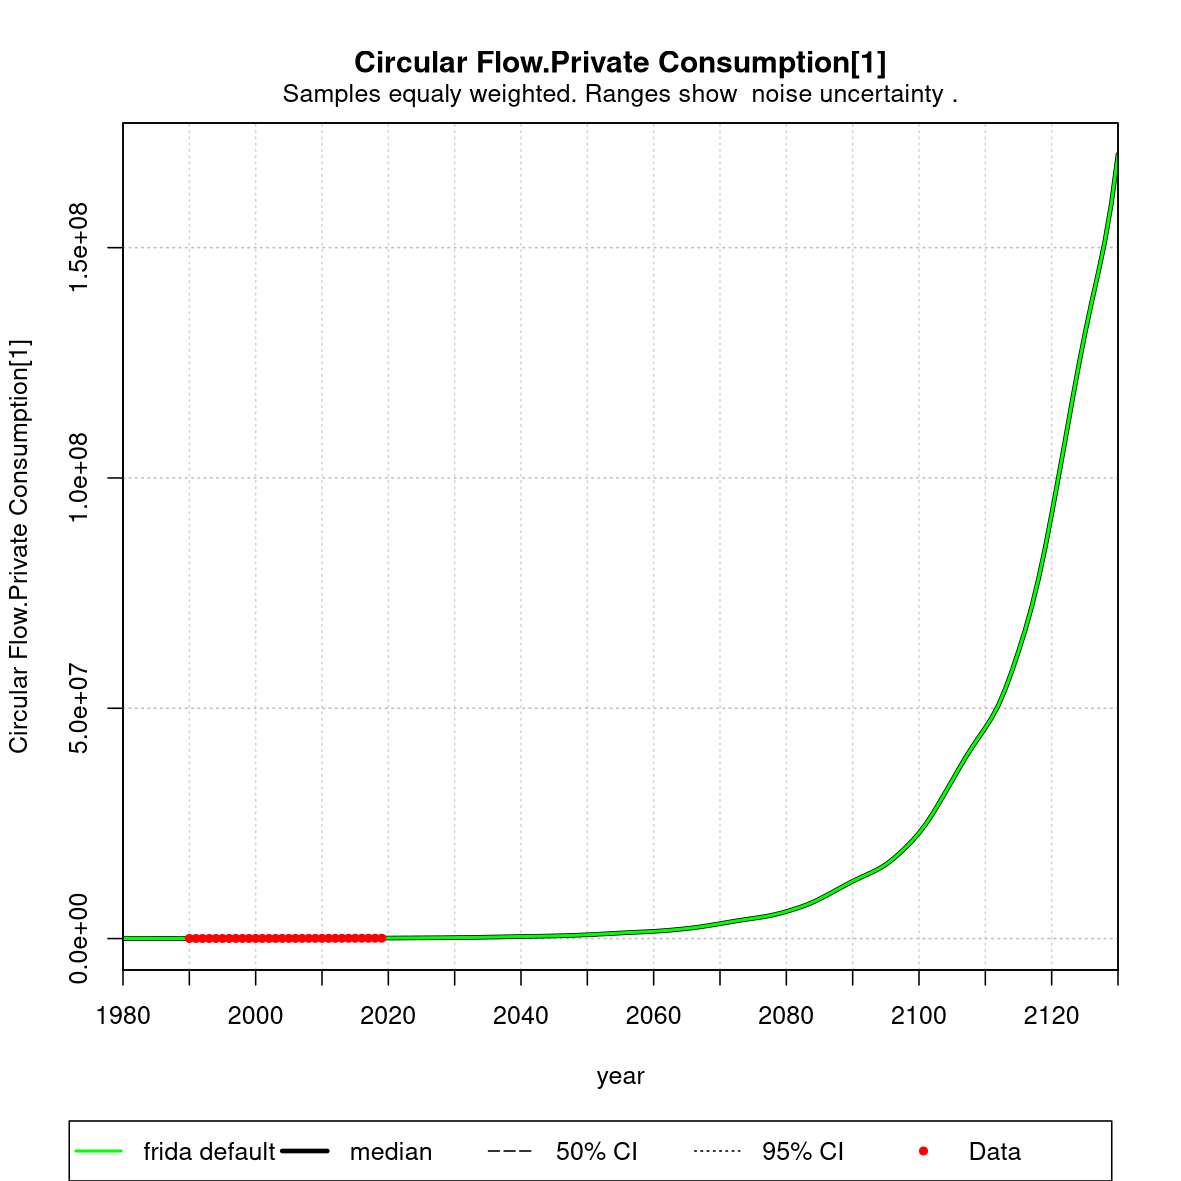 Circular Flow.Private Consumption[1]
Samples equaly weighted. Ranges show  noise uncertainty .
Circular Flow.Private Consumption[1]
1.5e+08
1.0e+08
5.0e+07
0.0e+00
1980 2000 2020 2040 2060 2080 2100 2120
year
frida default median 50% CI 95% CI Data